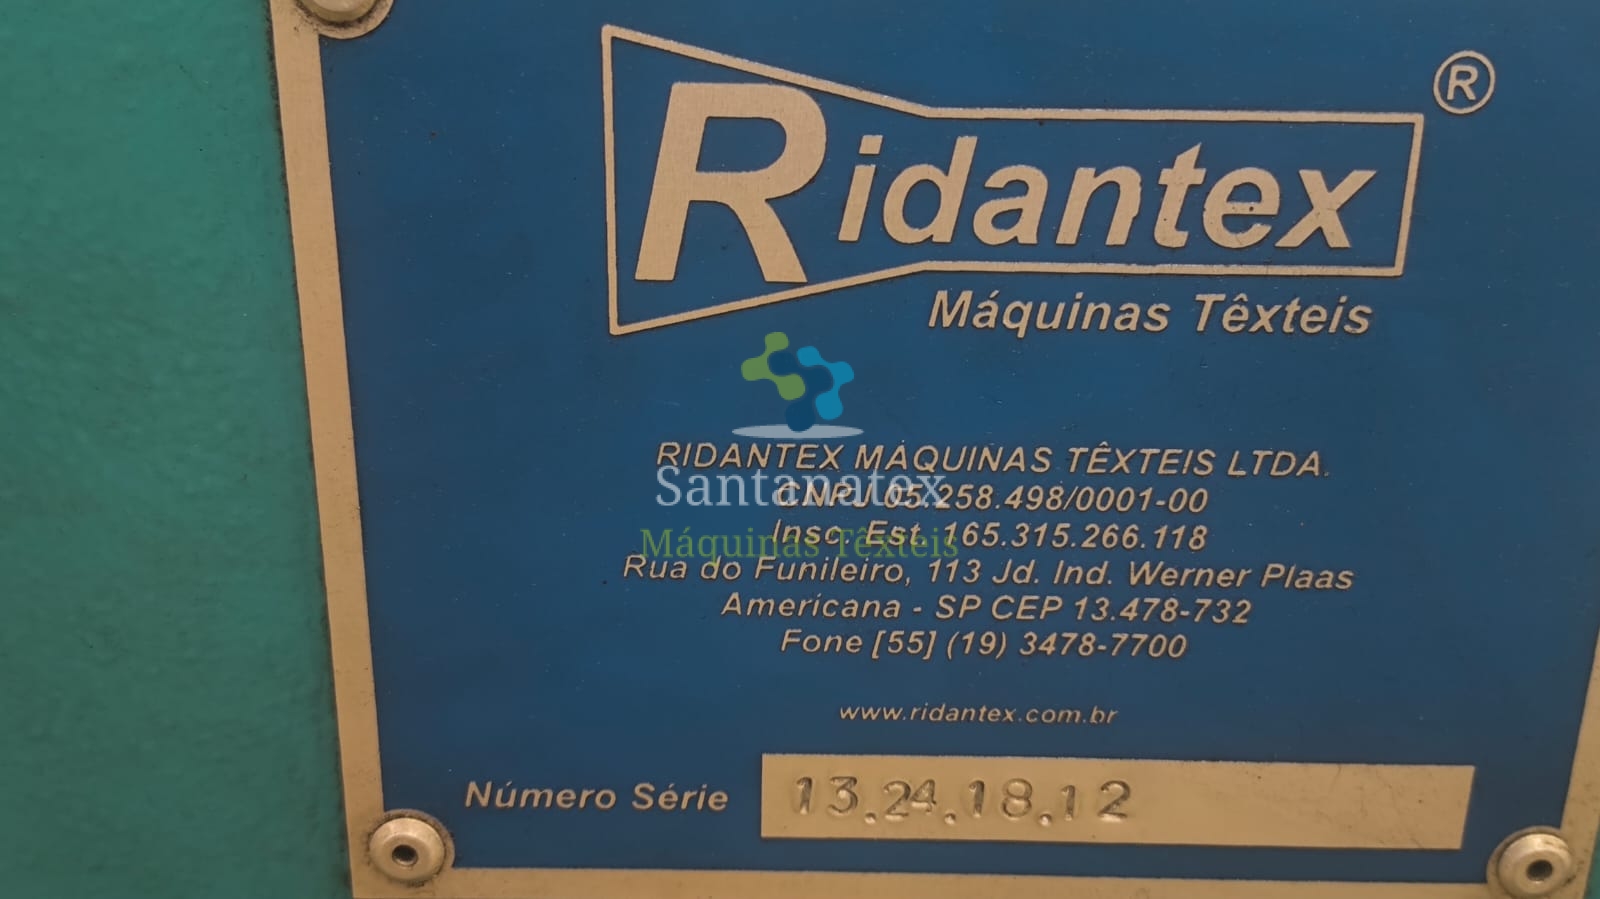 Ridantex ®
Máquinas Têxteis
RIDANTEX MÁQUINAS TÊXTEIS LTDA.
Santanatex
CNPJ 05.258.498/0001-00
Insc. Est. 165.315.266.118
Máquinas Têxteis
Rua do Funileiro, 113 Jd. Ind. Werner Plaas
Americana - SP CEP 13.478-732
Fone [55] (19) 3478-7700
www.ridantex.com.br
Número Série 13.24.18.12